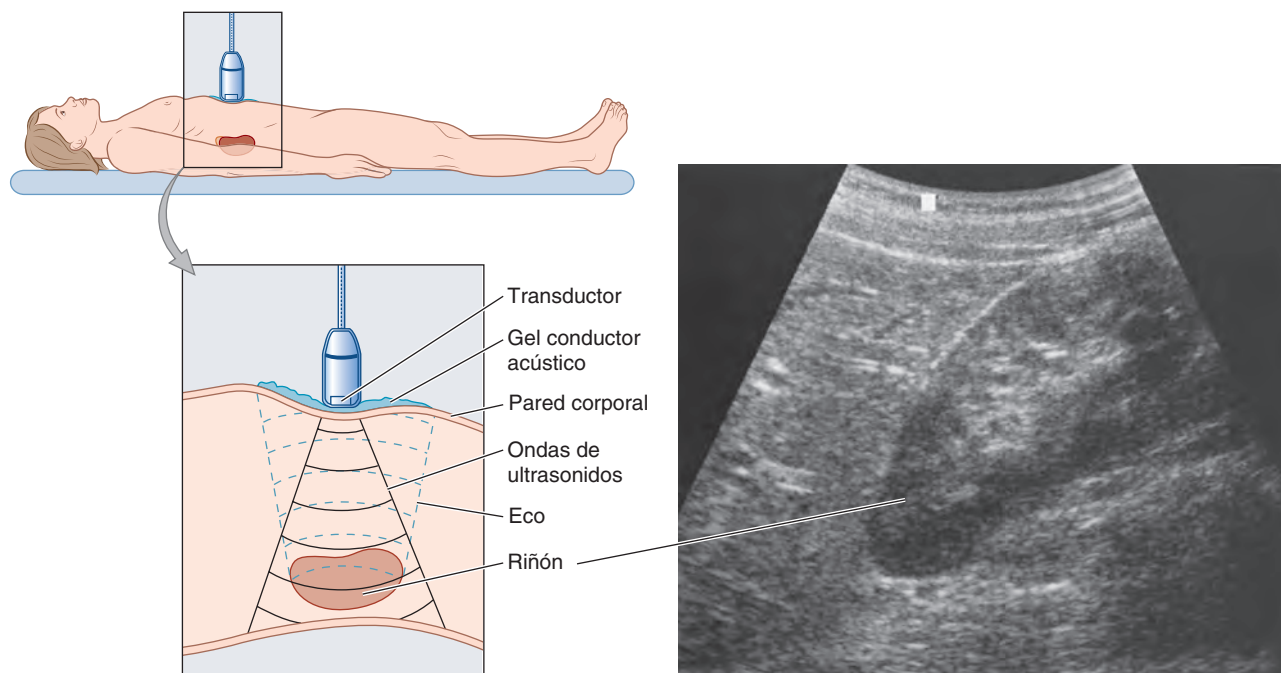 Transductor
Gel conductor
acústico
Pared corporal
Ondas de
ultrasonidos
Eco
Riñón